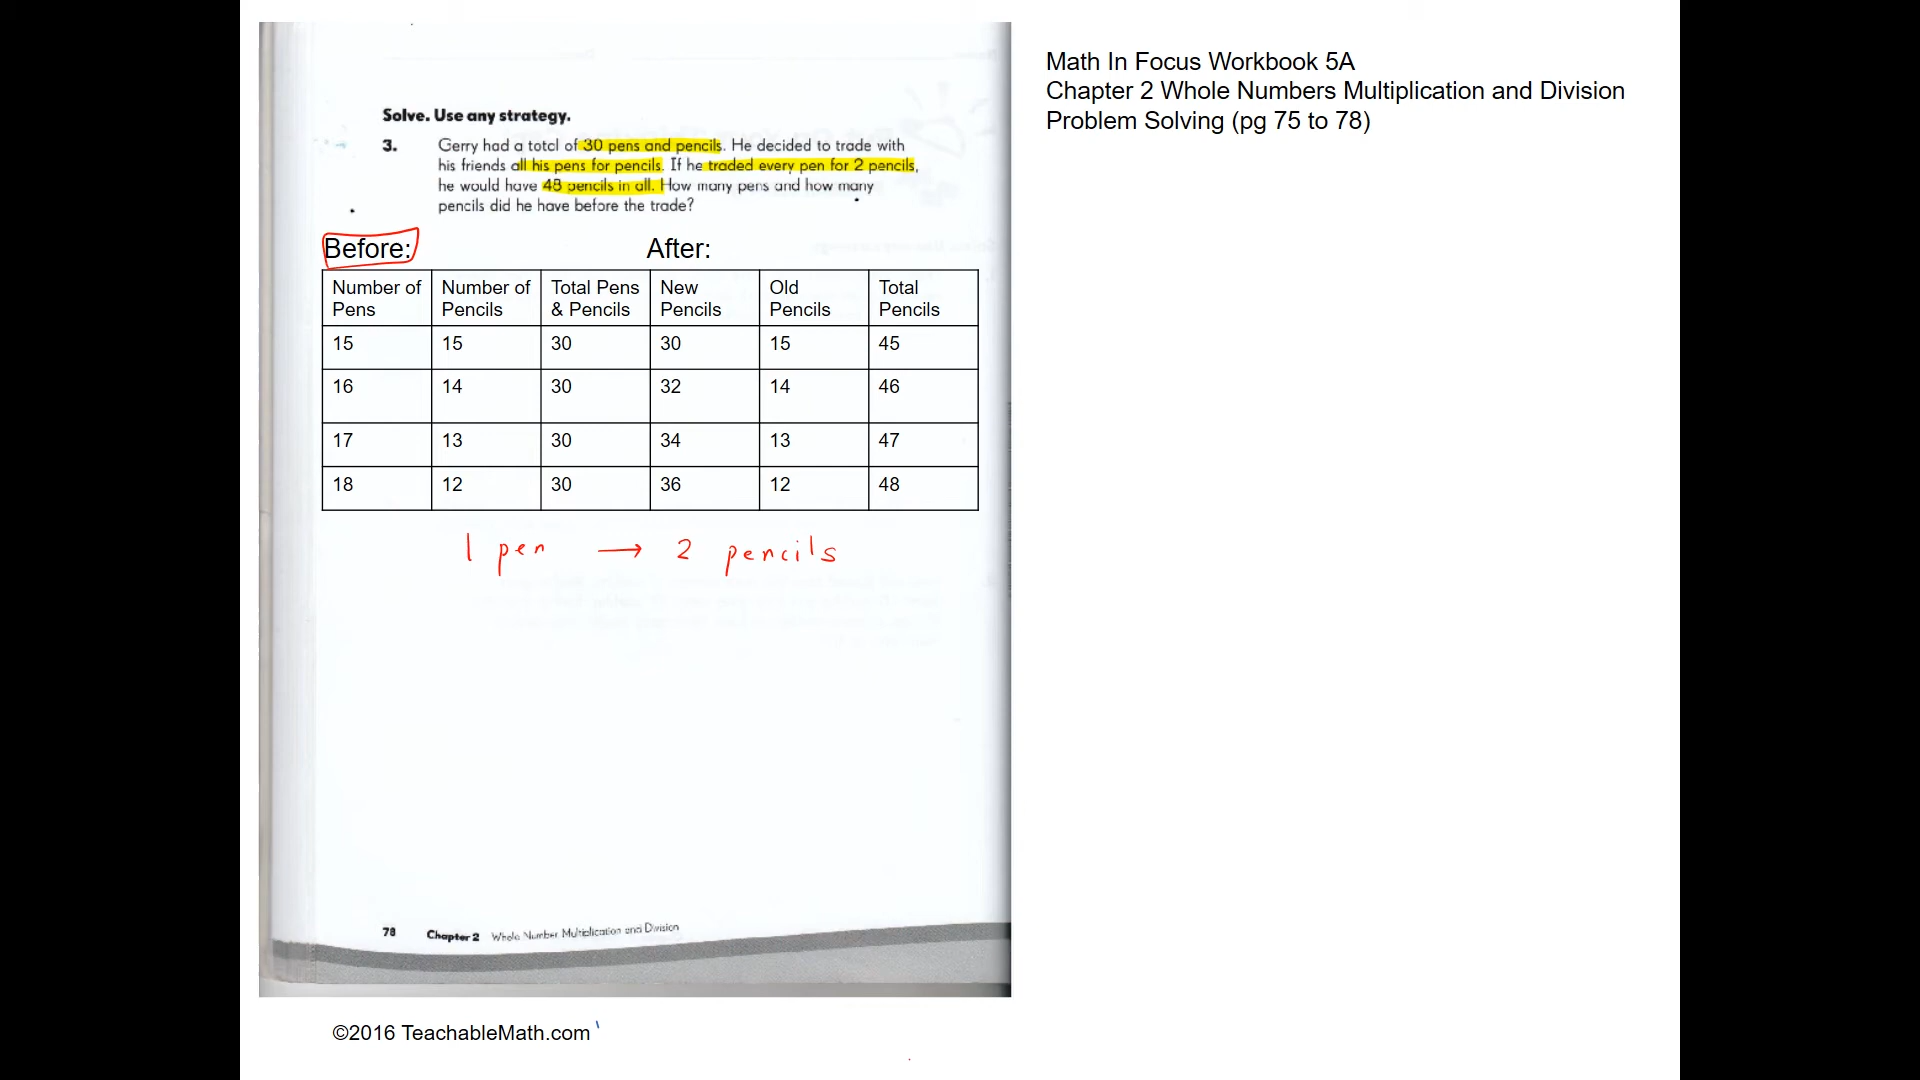 Math In Focus Workbook 5A
Chapter 2 Whole Numbers Multiplication and Division
Problem Solving (pg 75 to 78)
Solve. Use any strategy.
3. Gerry had a total of 30 pens and pencils. He decided to trade with
his friends all his pens for pencils. If he traded every pen for 2 pencils,
he would have 48 pencils in all. How many pens and how many
pencils did he have before the trade?
Before: After:
Number of Pens Number of Pencils Total Pens & Pencils New Pencils Old Pencils Total Pencils
15 15 30 30 15 45
16 14 30 32 14 46
17 13 30 34 13 47
18 12 30 36 12 48
1 pen → 2 pencils
78 Chapter 2 Whole Number Multiplication and Division
©2016 TeachableMath.com